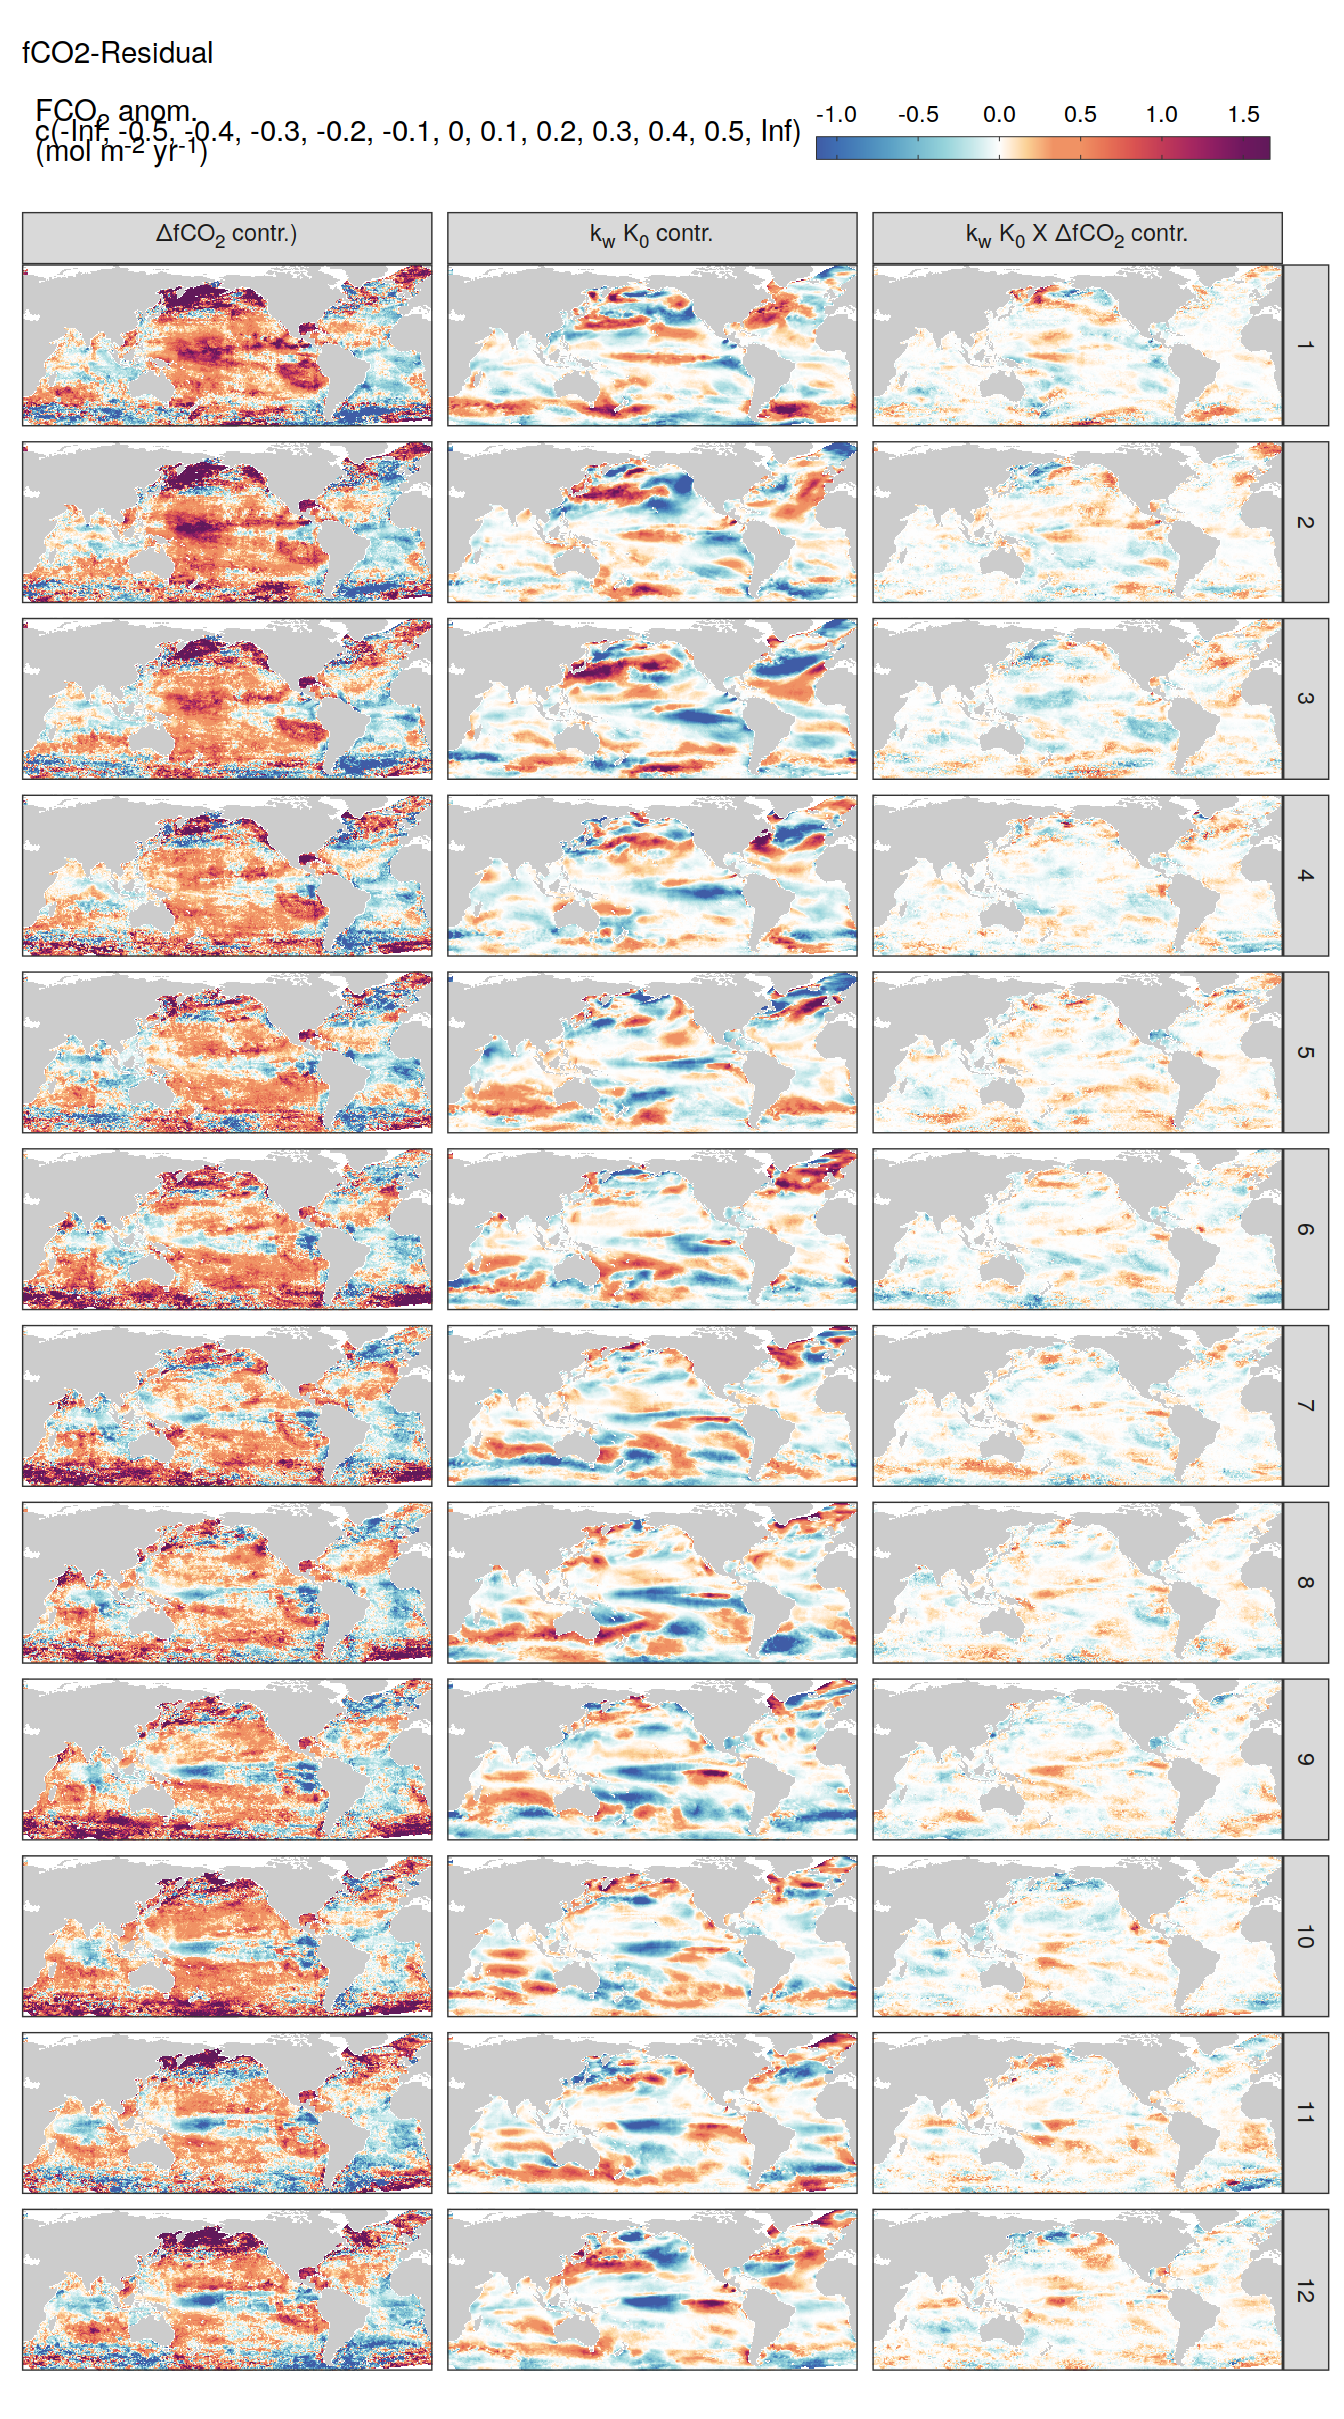 fCO2-Residual
FCO₂ anom.
c(-Inf, -0.5, -0.4, -0.3, -0.2, -0.1, 0, 0.1, 0.2, 0.3, 0.4, 0.5, Inf)
(mol m⁻² yr⁻¹)
-1.0 -0.5 0.0 0.5 1.0 1.5
ΔfCO₂ contr.) k_w K₀ contr. k_w K₀ X ΔfCO₂ contr.
1
2
3
4
5
6
7
8
9
10
11
12